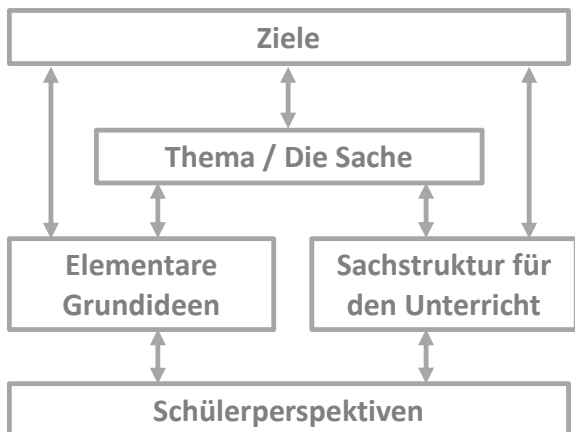 Ziele
Thema / Die Sache
Elementare
Grundideen
Sachstruktur für
den Unterricht
Schülerperspektiven